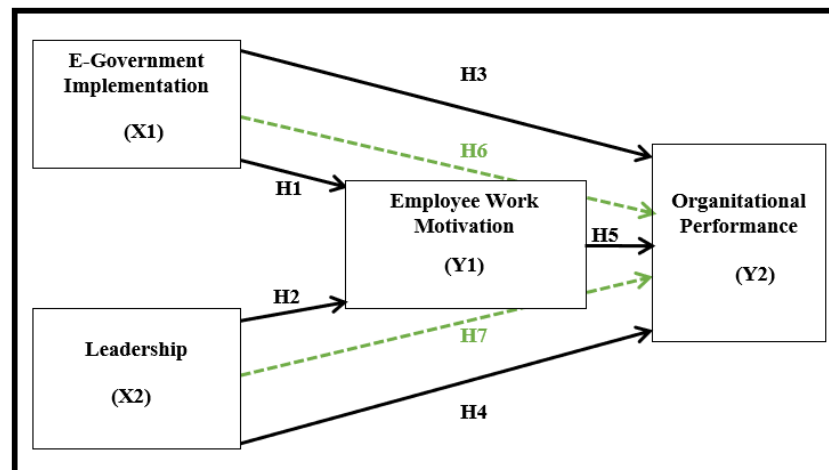 E-Government
Implementation
(X1)
H3
H6
H1
Employee Work
Motivation
(Y1)
H5
Organitational
Performance
(Y2)
H2
Leadership
(X2)
H7
H4